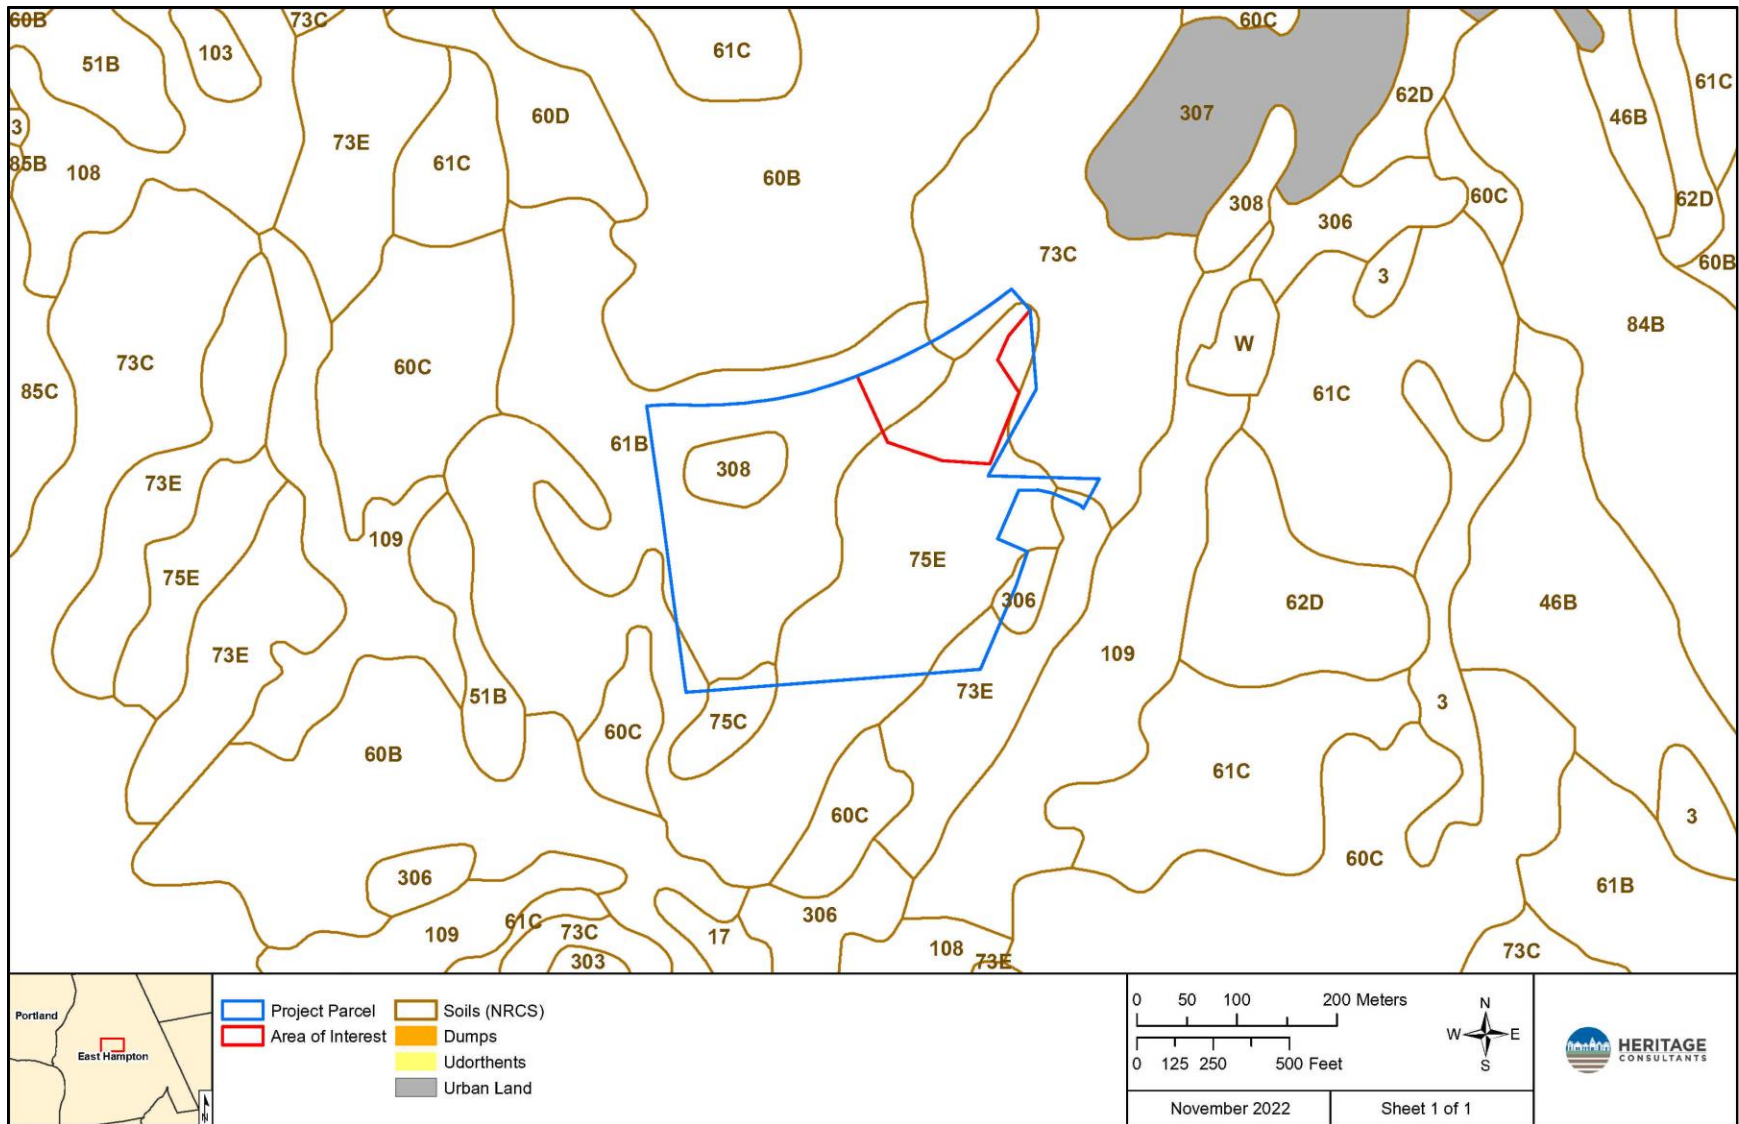 60B
73C
60C
51B
103
61C
61C
62D
3
307
46B
60D
73E
61C
85B
108
60B
308
306
60C
62D
73C
3
60B
84B
W
73C
60C
85C
61C
61B
308
73E
109
75E
75E
306
62D
46B
73E
109
51B
73E
3
75C
60C
60B
61C
60C
3
60C
306
61B
306
61C
109
73C
17
108
73C
303
73E
Portland
East Hampton
N
Project Parcel
Area of Interest
Soils (NRCS)
Dumps
Udorthents
Urban Land
0 50 100 200 Meters
0 125 250 500 Feet
N
W E
S
November 2022
Sheet 1 of 1
HERITAGE
CONSULTANTS